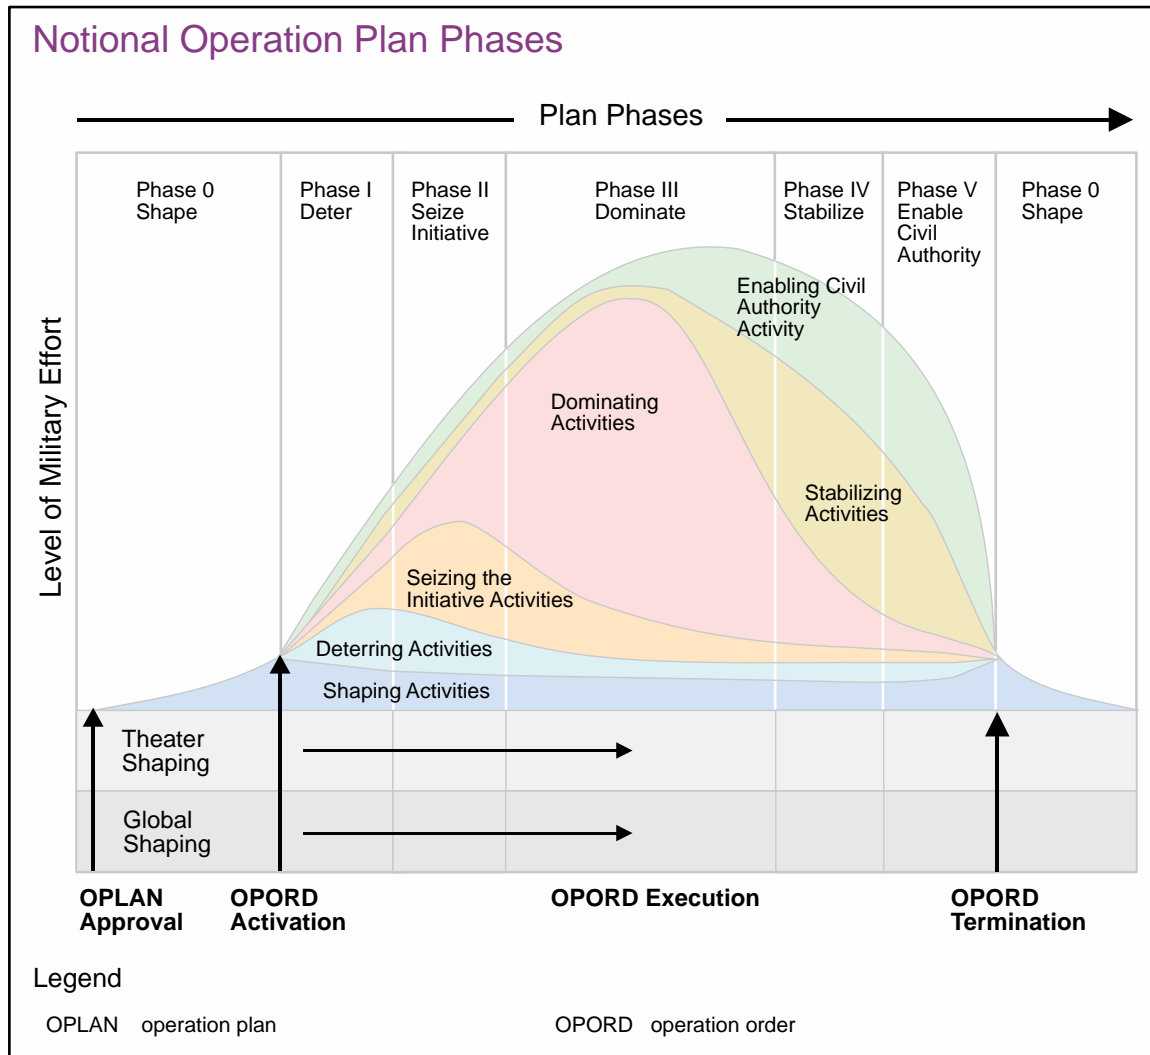 Notional Operation Plan Phases
Plan Phases
Phase 0
Shape
Phase I
Deter
Phase II
Seize
Initiative
Phase III
Dominate
Phase IV
Stabilize
Phase V
Enable
Civil
Authority
Phase 0
Shape
Level of Military Effort
Enabling Civil
Authority
Activity
Dominating
Activities
Stabilizing
Activities
Seizing the
Initiative Activities
Deterring Activities
Shaping Activities
Theater
Shaping
Global
Shaping
OPLAN
Approval
OPORD
Activation
OPORD Execution
OPORD
Termination
Legend
OPLAN operation plan
OPORD operation order